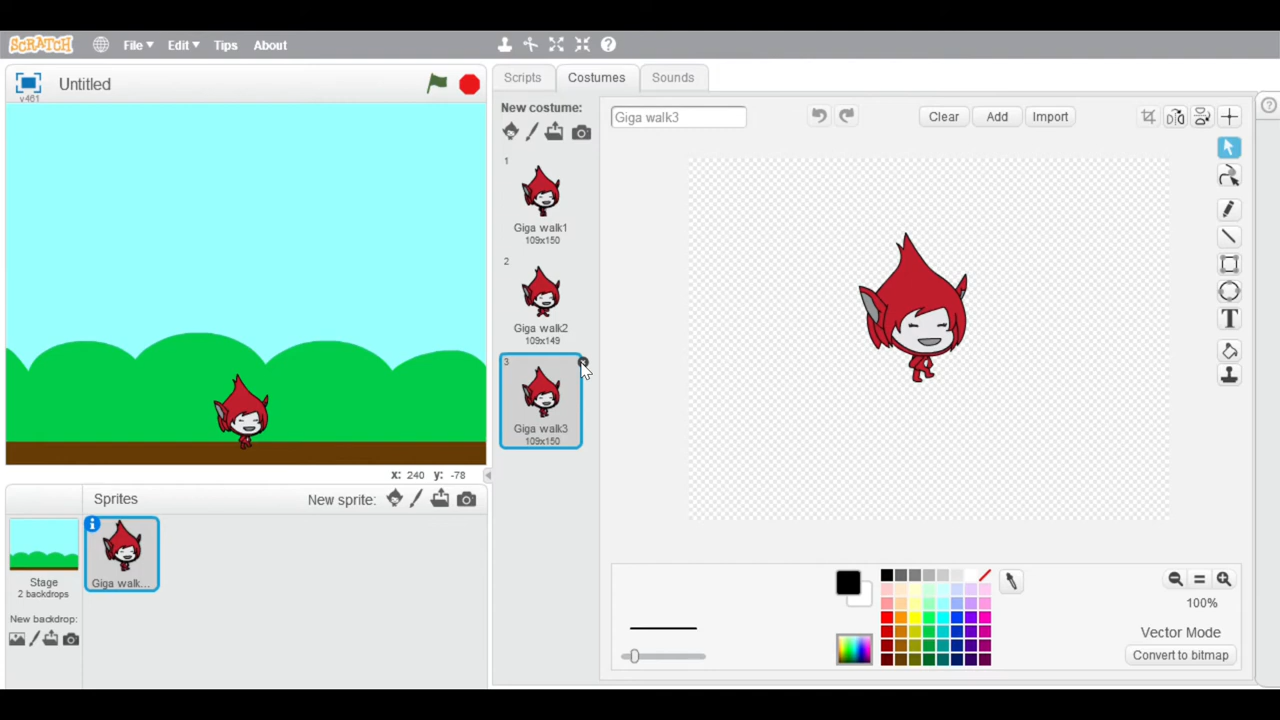 SCRATCH
File Edit Tips About
v461
Untitled
Scripts Costumes Sounds
New costume:
Giga walk3
Clear Add Import
1
Giga walk1
109x150
2
Giga walk2
109x149
3
Giga walk3
109x150
x: 240 y: -78
Sprites New sprite:
Giga walk...
Stage
2 backdrops
New backdrop:
T
100%
Vector Mode
Convert to bitmap